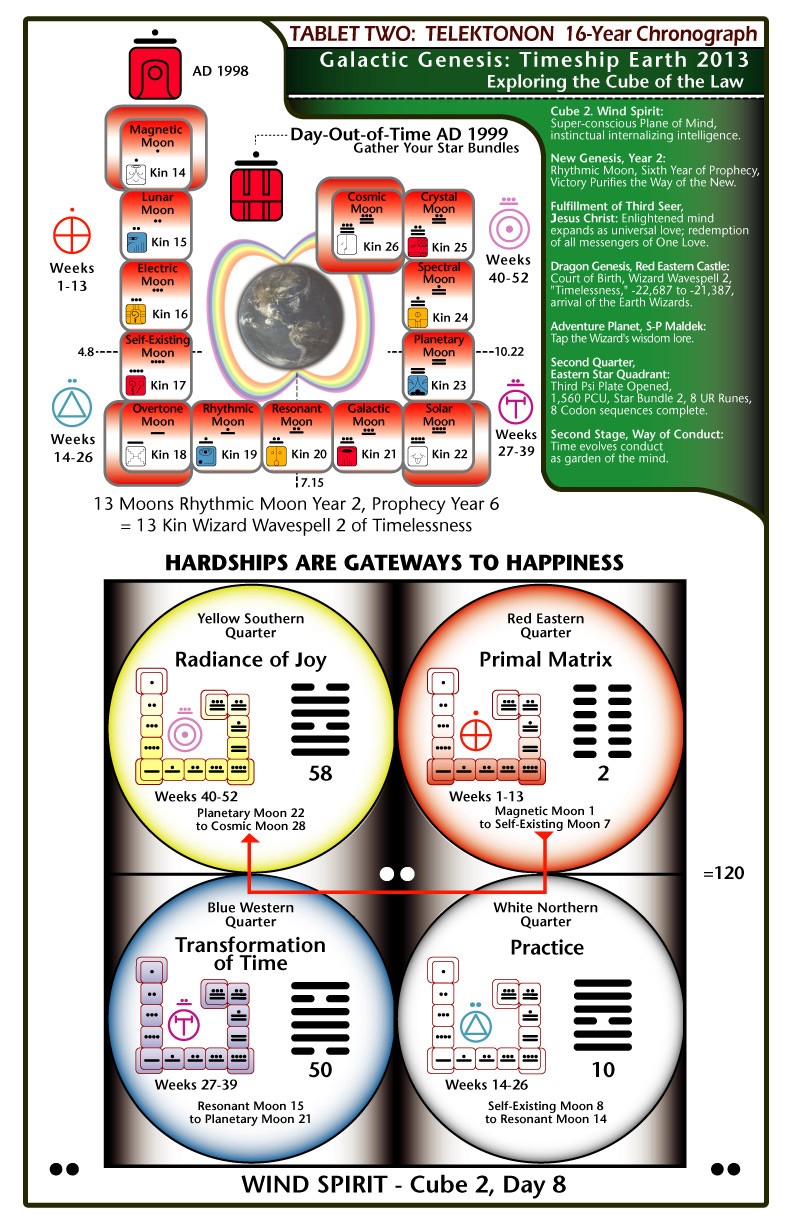 TABLET TWO: TELEKTONON 16-Year Chronograph
Galactic Genesis: Timeship Earth 2013
Exploring the Cube of the Law
AD 1998
Day-Out-of-Time AD 1999
Gather Your Star Bundles
Magnetic
Moon
Kin 14
Lunar
Moon
Kin 15
Electric
Moon
Kin 16
Self-Existing
Moon
Kin 17
Overtone
Moon
Kin 18
Rhythmic
Moon
Kin 19
Resonant
Moon
Kin 20
Galactic
Moon
Kin 21
Solar
Moon
Kin 22
Planetary
Moon
Kin 23
Spectral
Moon
Kin 24
Crystal
Moon
Kin 25
Cosmic
Moon
Kin 26
Weeks
1-13
Weeks
14-26
Weeks
27-39
Weeks
40-52
4.8
10.22
7.15
Cube 2. Wind Spirit:
Super-conscious Plane of Mind,
instinctual internalizing intelligence.
New Genesis, Year 2:
Rhythmic Moon, Sixth Year of Prophecy,
Victory Purifies the Way of the New.
Fulfillment of Third Seer,
Jesus Christ: Enlightened mind
expands as universal love; redemption
of all messengers of One Love.
Dragon Genesis, Red Eastern Castle:
Court of Birth, Wizard Wavespell 2,
"Timelessness," -22,687 to -21,387,
arrival of the Earth Wizards.
Adventure Planet, S-P Maldek:
Tap the Wizard's wisdom lore.
Second Quarter,
Eastern Star Quadrant:
Third Psi Plate Opened,
1,560 PCU, Star Bundle 2, 8 UR Runes,
8 Codon sequences complete.
Second Stage, Way of Conduct:
Time evolves conduct
as garden of the mind.
13 Moons Rhythmic Moon Year 2, Prophecy Year 6
= 13 Kin Wizard Wavespell 2 of Timelessness
HARDSHIPS ARE GATEWAYS TO HAPPINESS
Yellow Southern
Quarter
Radiance of Joy
58
Weeks 40-52
Planetary Moon 22
to Cosmic Moon 28
Red Eastern
Quarter
Primal Matrix
2
Weeks 1-13
Magnetic Moon 1
to Self-Existing Moon 7
=120
Blue Western
Quarter
Transformation
of Time
50
Weeks 27-39
Resonant Moon 15
to Planetary Moon 21
White Northern
Quarter
Practice
10
Weeks 14-26
Self-Existing Moon 8
to Resonant Moon 14
WIND SPIRIT - Cube 2, Day 8